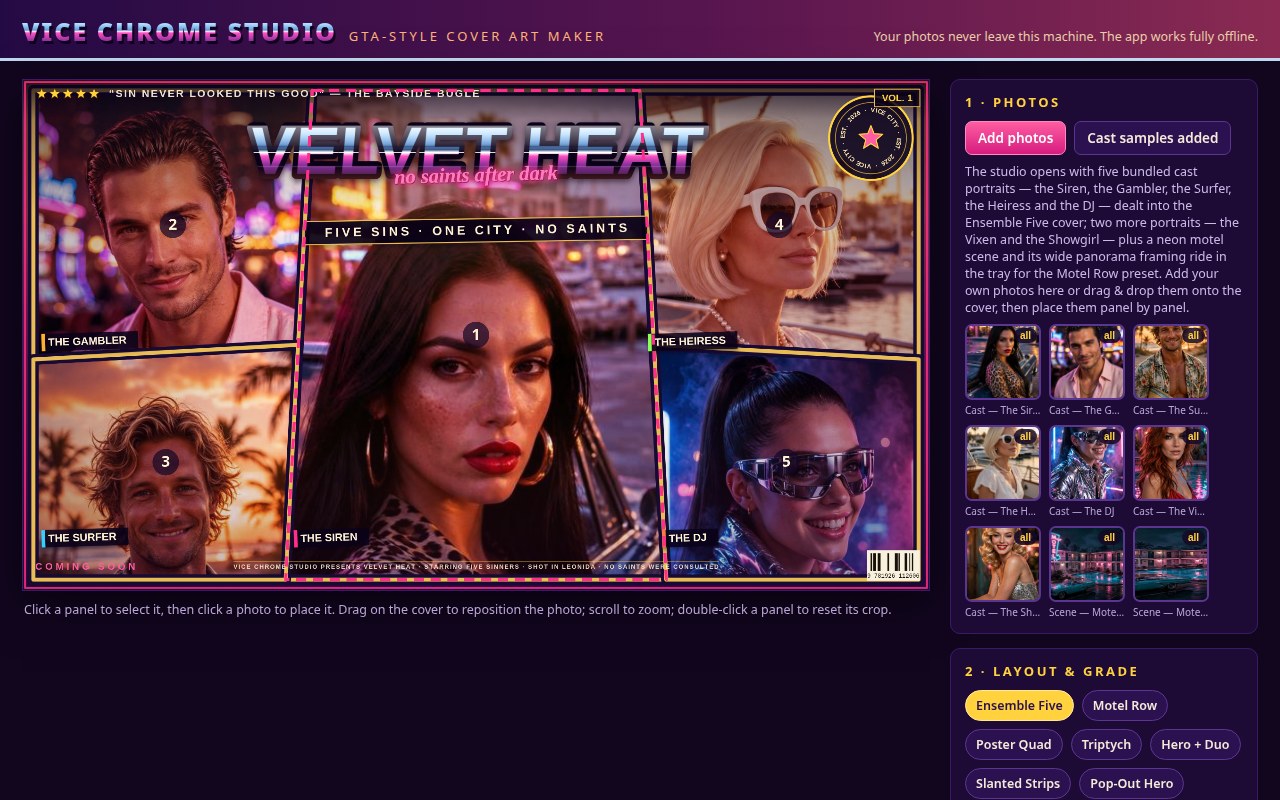 VICE CHROME STUDIO GTA-STYLE COVER ART MAKER
Your photos never leave this machine. The app works fully offline.
★★★★★ "SIN NEVER LOOKED THIS GOOD" — THE BAYSIDE BUGLE
VOL. 1
VICE CITY · EST. 2026 · VICE CITY · EST. 2026 ·
VELVET HEAT
no saints after dark
FIVE SINS · ONE CITY · NO SAINTS
2
4
1
THE GAMBLER
THE HEIRESS
3
5
THE SURFER
THE SIREN
THE DJ
COMING SOON
VICE CHROME STUDIO PRESENTS VELVET HEAT · STARRING FIVE SINNERS · SHOT IN LEONIDA · NO SAINTS WERE CONSULTED
Click a panel to select it, then click a photo to place it. Drag on the cover to reposition the photo; scroll to zoom; double-click a panel to reset its crop.
1 · PHOTOS
Add photos
Cast samples added
The studio opens with five bundled cast
portraits — the Siren, the Gambler, the Surfer,
the Heiress and the DJ — dealt into the
Ensemble Five cover; two more portraits — the
Vixen and the Showgirl — plus a neon motel
scene and its wide panorama framing ride in
the tray for the Motel Row preset. Add your
own photos here or drag & drop them onto the
cover, then place them panel by panel.
all
all
all
Cast — The Sir...
Cast — The G...
Cast — The Su...
all
all
all
Cast — The H...
Cast — The DJ
Cast — The Vi...
all
all
all
Cast — The Sh...
Scene — Mote...
Scene — Mote...
2 · LAYOUT & GRADE
Ensemble Five
Motel Row
Poster Quad
Triptych
Hero + Duo
Slanted Strips
Pop-Out Hero